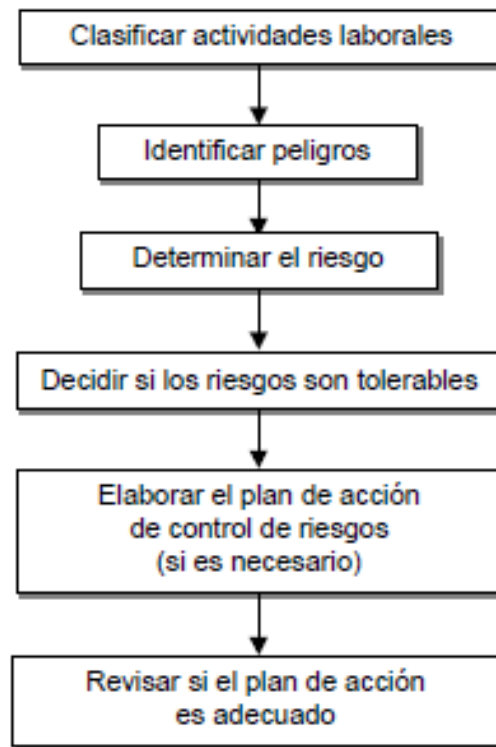 Clasificar actividades laborales
Identificar peligros
Determinar el riesgo
Decidir si los riesgos son tolerables
Elaborar el plan de acción
de control de riesgos
(si es necesario)
Revisar si el plan de acción
es adecuado